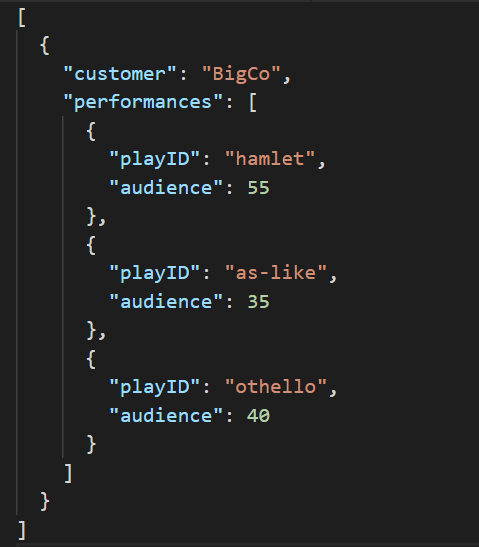 [
  {
    "customer": "BigCo",
    "performances": [
      {
        "playID": "hamlet",
        "audience": 55
      },
      {
        "playID": "as-like",
        "audience": 35
      },
      {
        "playID": "othello",
        "audience": 40
      }
    ]
  }
]